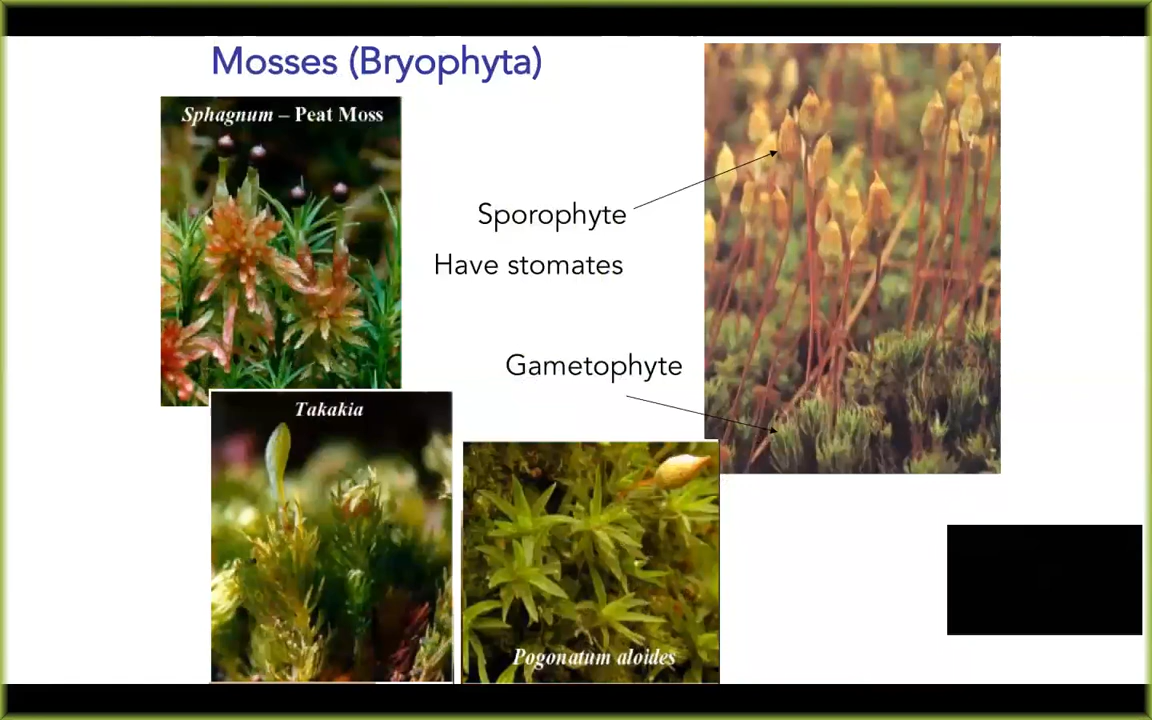 Mosses (Bryophyta)
Sphagnum – Peat Moss
Sporophyte
Have stomates
Gametophyte
Takakia
Pogonatum aloides